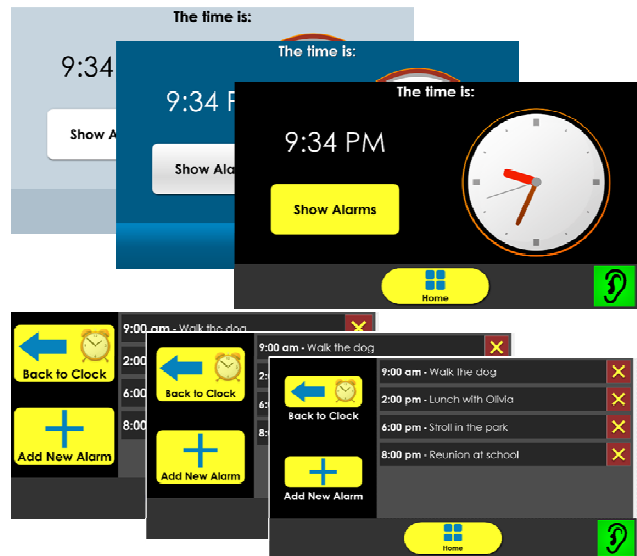 The time is:
9:34
Show A
The time is:
9:34 P
Show Ala
The time is:
9:34 PM
Show Alarms
Home
Back to Clock
Add New Alarm
9:00 am - Walk the dog
2:00
6:00
8:00
Back to Clock
Add New Alarm
9:00 am - Walk the dog
2:
6:
8:
Back to Clock
Add New Alarm
9:00 am - Walk the dog
2:00 pm - Lunch with Olivia
6:00 pm - Stroll in the park
8:00 pm - Reunion at school
Home